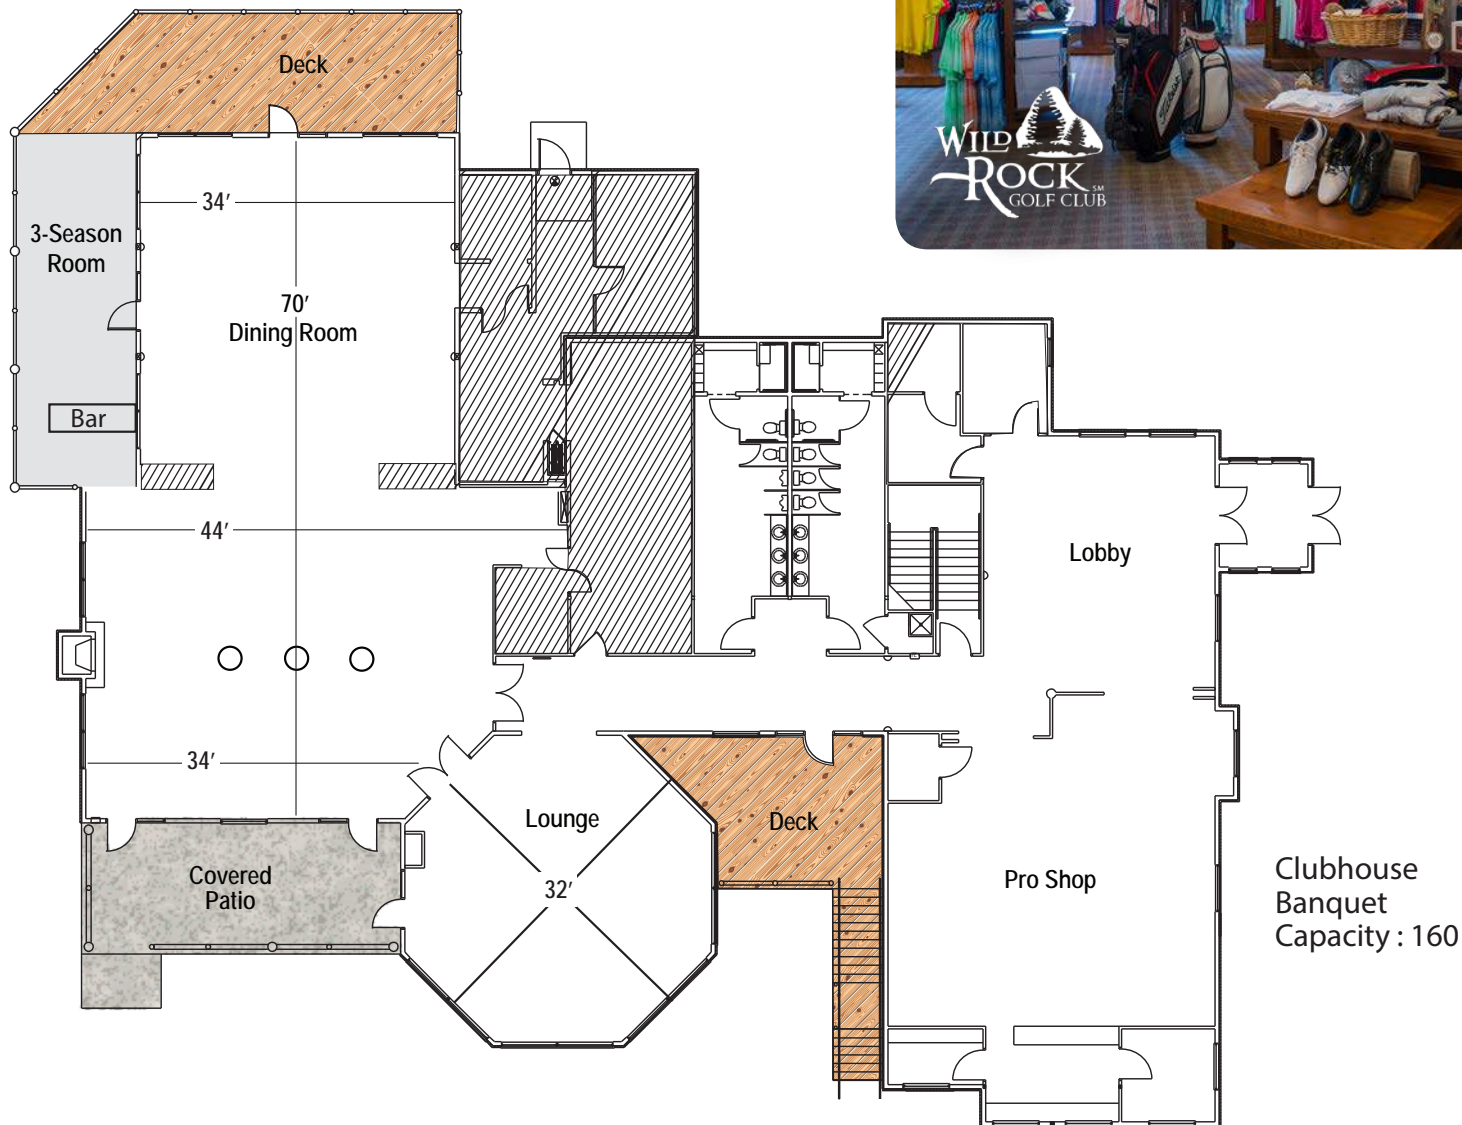 Deck
WILD
ROCK
SM
GOLF CLUB
34'
3-Season
Room
70'
Dining Room
Bar
44'
Lobby
34'
Lounge
Deck
Covered
Patio
32'
Pro Shop
Clubhouse
Banquet
Capacity : 160
Titleist